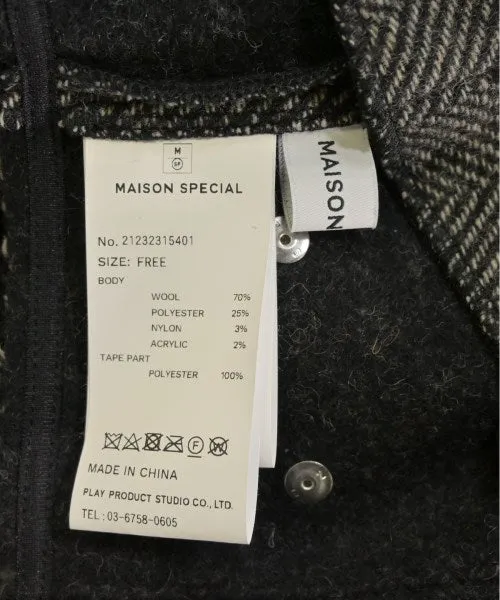 M
SP
MAISON SPECIAL
MAISON
No. 21232315401
SIZE: FREE
BODY
WOOL 70%
POLYESTER 25%
NYLON 3%
ACRYLIC 2%
TAPE PART
POLYESTER 100%
F
W
MADE IN CHINA
PLAY PRODUCT STUDIO CO., LTD.
TEL : 03-6758-0605